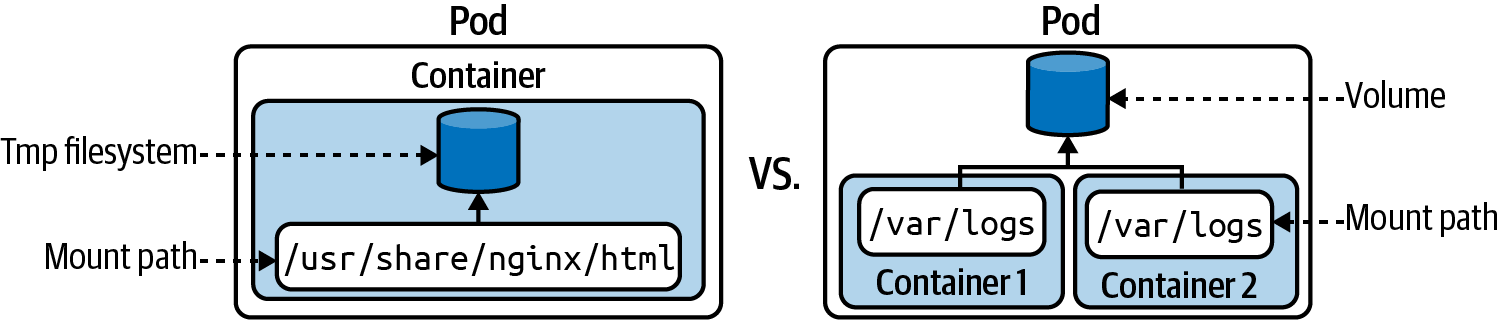 Pod
Container
Tmp filesystem
Mount path
/usr/share/nginx/html
VS.
Pod
Volume
/var/logs
/var/logs
Mount path
Container 1
Container 2